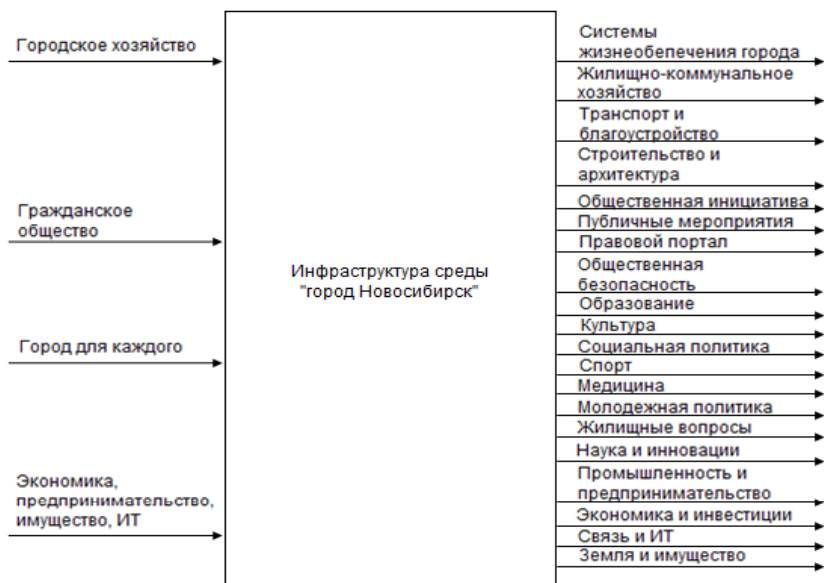 Городское хозяйство
Гражданское
общество
Город для каждого
Экономика,
предпринимательство,
имущество, ИТ
Инфраструктура среды
"город Новосибирск"
Системы
жизнеобепечения города
Жилищно-коммунальное
хозяйство
Транспорт и
благоустройство
Строительство и
архитектура
Общественная инициатива
Публичные мероприятия
Правовой портал
Общественная
безопасность
Образование
Культура
Социальная политика
Спорт
Медицина
Молодежная политика
Жилищные вопросы
Наука и инновации
Промышленность и
предпринимательство
Экономика и инвестиции
Связь и ИТ
Земля и имущество